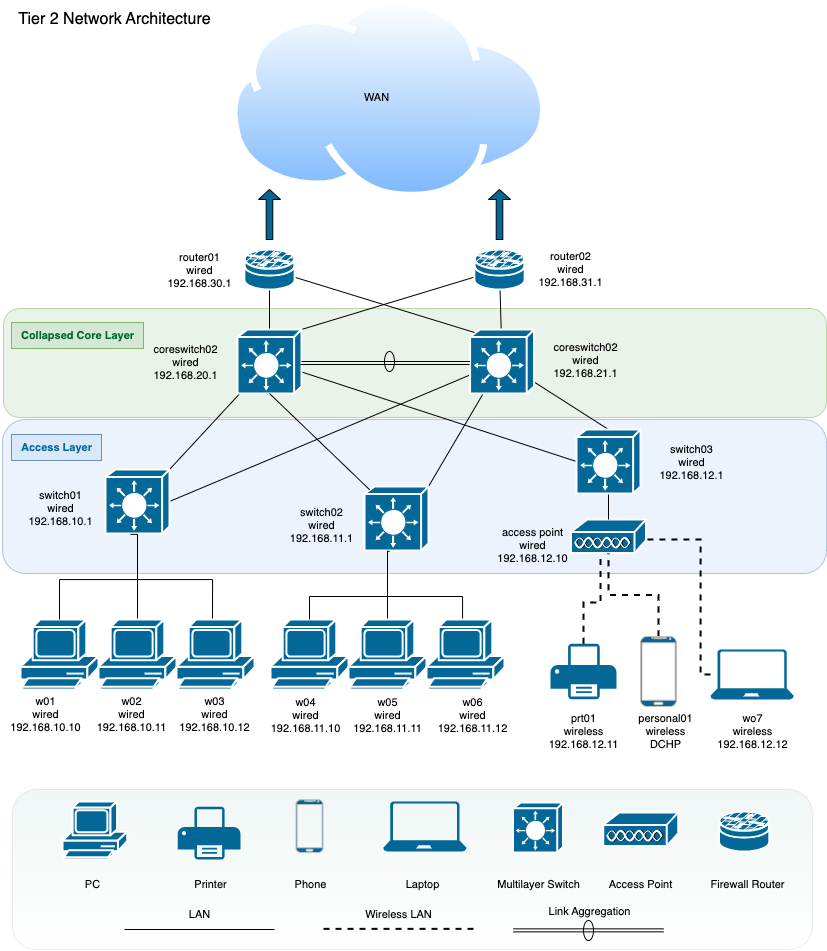 Tier 2 Network Architecture
WAN
router01
wired
192.168.30.1
router02
wired
192.168.31.1
Collapsed Core Layer
coreswitch02
wired
192.168.20.1
coreswitch02
wired
192.168.21.1
Access Layer
switch01
wired
192.168.10.1
switch02
wired
192.168.11.1
switch03
wired
192.168.12.1
access point
wired
192.168.12.10
w01
wired
192.168.10.10
w02
wired
192.168.10.11
w03
wired
192.168.10.12
w04
wired
192.168.11.10
w05
wired
192.168.11.11
w06
wired
192.168.11.12
prt01
wireless
192.168.12.11
personal01
wireless
DCHP
wo7
wireless
192.168.12.12
PC
Printer
Phone
Laptop
Multilayer Switch
Access Point
Firewall Router
LAN
Wireless LAN
Link Aggregation